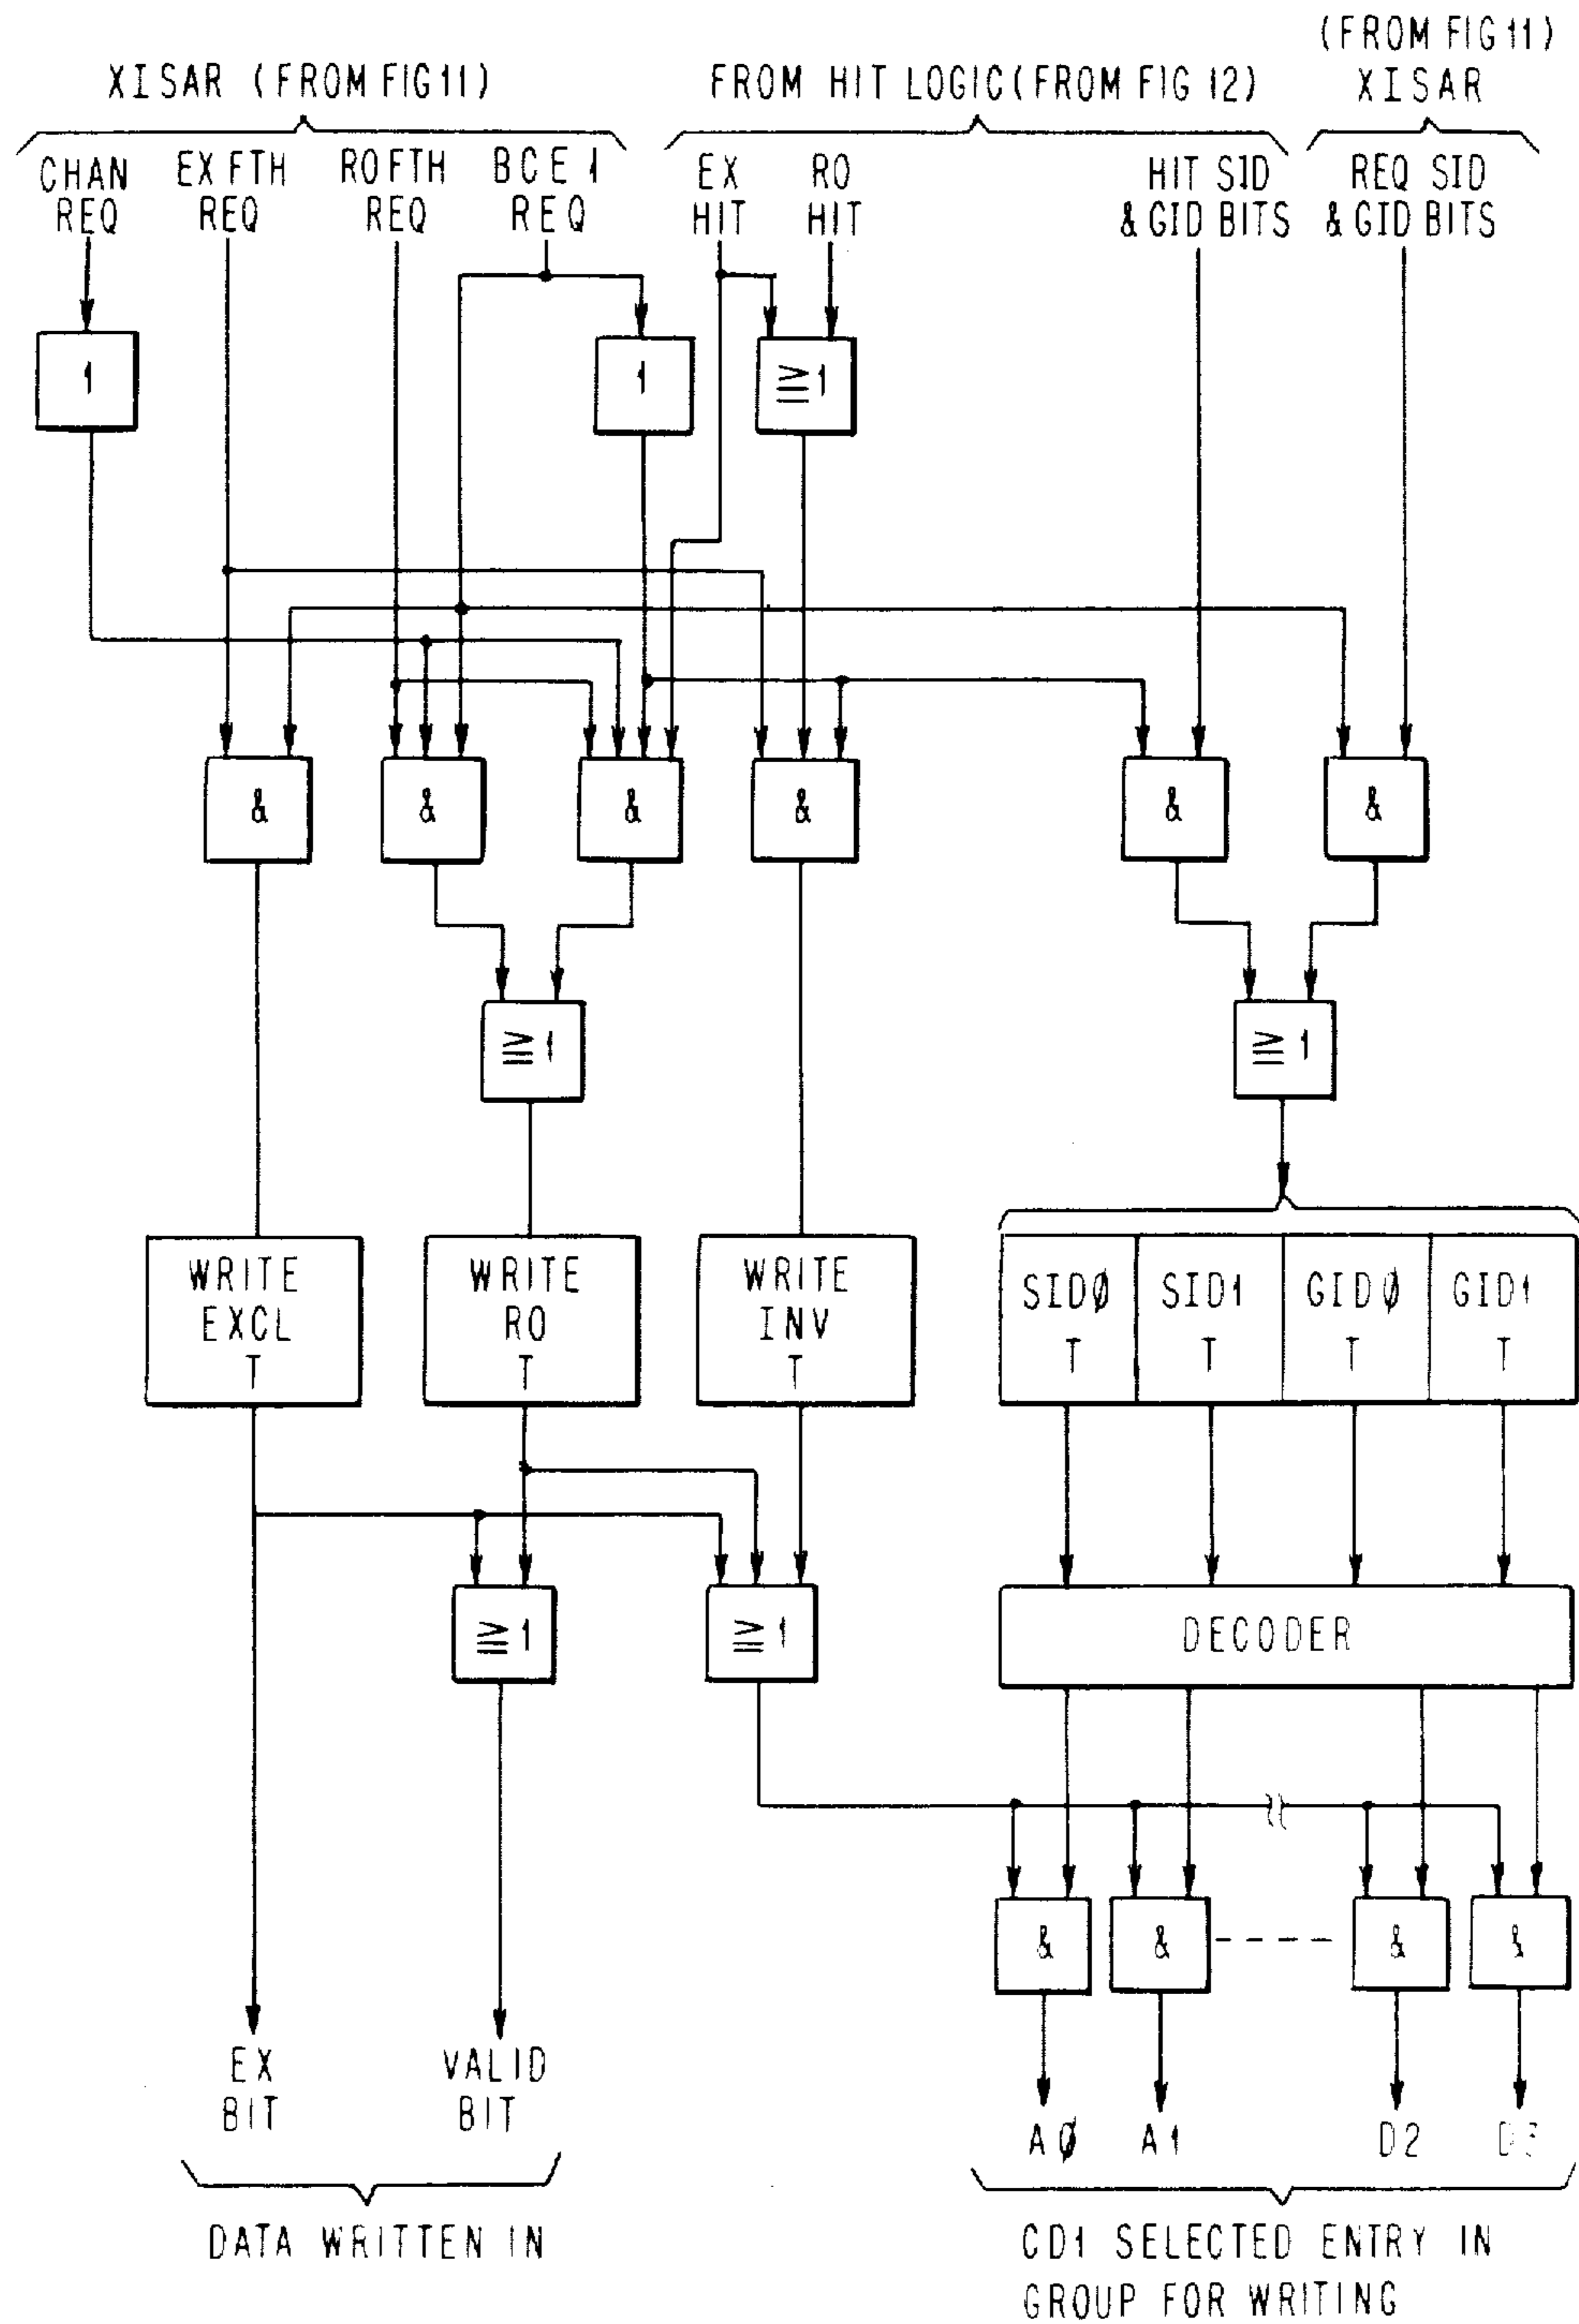 (FROM FIG 11)
XISAR (FROM FIG 11)
FROM HIT LOGIC (FROM FIG 12)
XISAR
CHAN
REQ
EX FTH
REQ
RO FTH
REQ
BCE 1
REQ
EX
HIT
RO
HIT
HIT SID
& GID BITS
REQ SID
& GID BITS
1
1
≧1
&
&
&
&
&
&
≧1
≧1
WRITE
EXCL
T
WRITE
RO
T
WRITE
INV
T
SIDØ
T
SID1
T
GIDØ
T
GID1
T
≧1
≧1
DECODER
&
&
&
&
EX
BIT
VALID
BIT
AØ
A1
D2
D3
DATA WRITTEN IN
CD1 SELECTED ENTRY IN
GROUP FOR WRITING